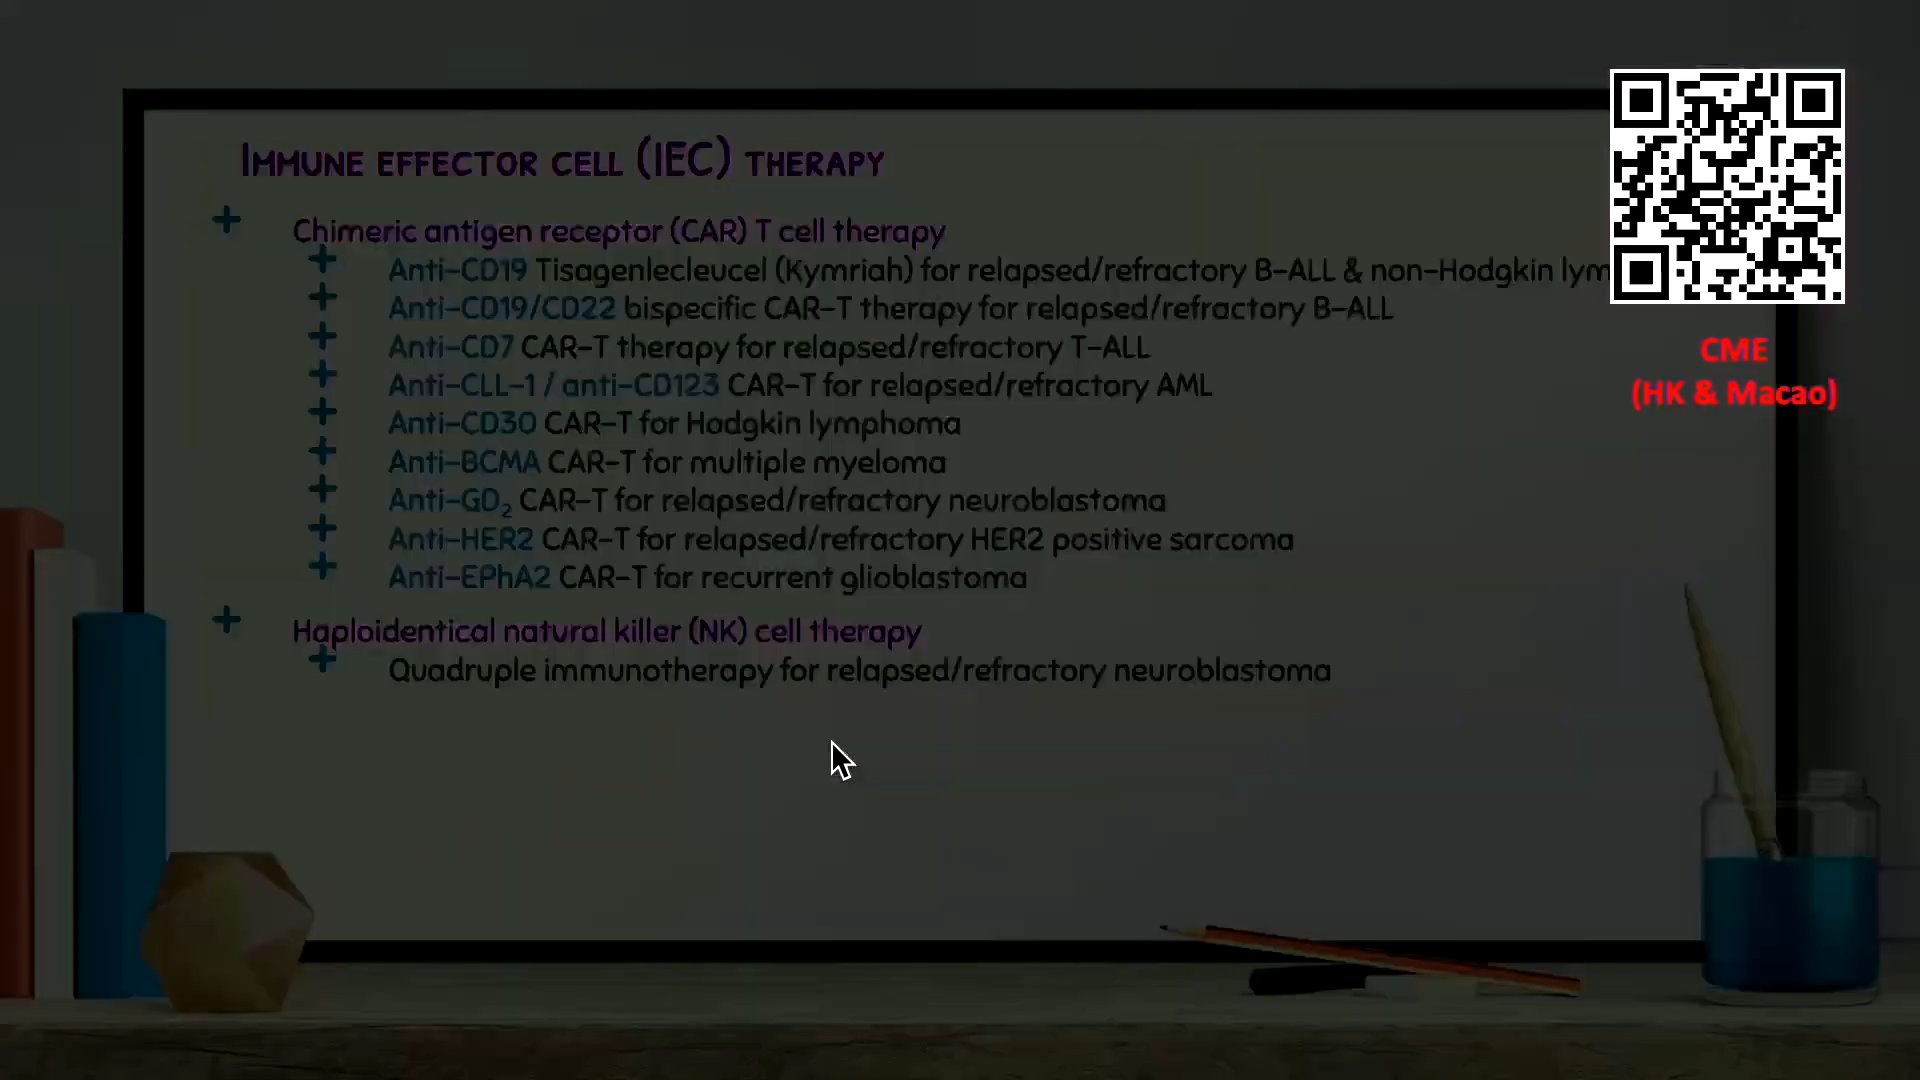 IMMUNE EFFECTOR CELL (IEC) THERAPY
Chimeric antigen receptor (CAR) T cell therapy
Anti-CD19 Tisagenlecleucel (Kymriah) for relapsed/refractory B-ALL & non-Hodgkin lym
Anti-CD19/CD22 bispecific CAR-T therapy for relapsed/refractory B-ALL
Anti-CD7 CAR-T therapy for relapsed/refractory T-ALL
Anti-CLL-1 / anti-CD123 CAR-T for relapsed/refractory AML
Anti-CD30 CAR-T for Hodgkin lymphoma
Anti-BCMA CAR-T for multiple myeloma
Anti-GD₂ CAR-T for relapsed/refractory neuroblastoma
Anti-HER2 CAR-T for relapsed/refractory HER2 positive sarcoma
Anti-EPhA2 CAR-T for recurrent glioblastoma
Haploidentical natural killer (NK) cell therapy
Quadruple immunotherapy for relapsed/refractory neuroblastoma
CME
(HK & Macao)